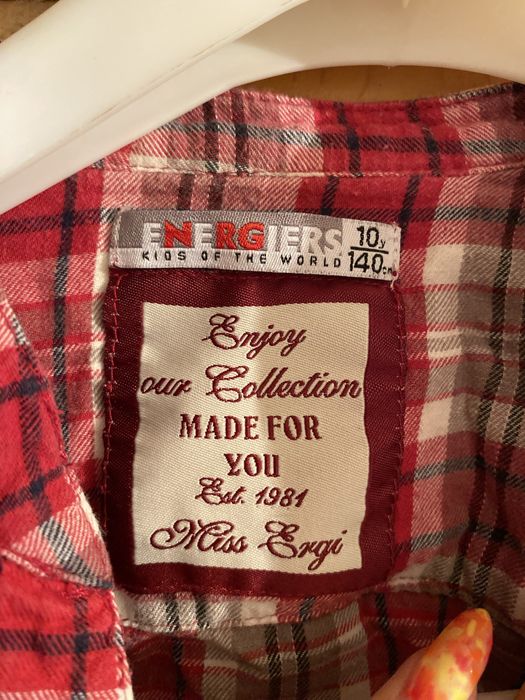 ENERGIERS
KIDS OF THE WORLD
10y
140cm
Enjoy
our Collection
MADE FOR
YOU
Est. 1981
Miss Ergi